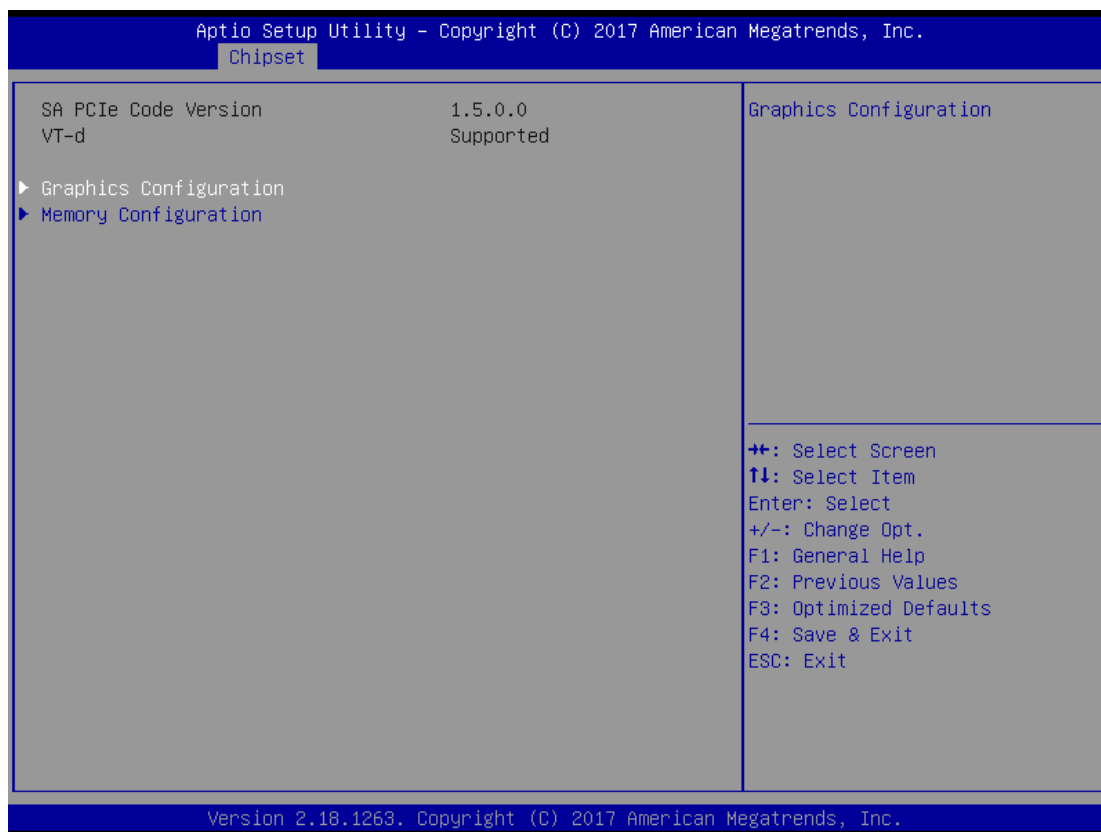 Aptio Setup Utility – Copyright (C) 2017 American Megatrends, Inc.
Chipset
SA PCIe Code Version 1.5.0.0
VT-d Supported
Graphics Configuration
Memory Configuration
Graphics Configuration
→←: Select Screen
↑↓: Select Item
Enter: Select
+/-: Change Opt.
F1: General Help
F2: Previous Values
F3: Optimized Defaults
F4: Save & Exit
ESC: Exit
Version 2.18.1263. Copyright (C) 2017 American Megatrends, Inc.